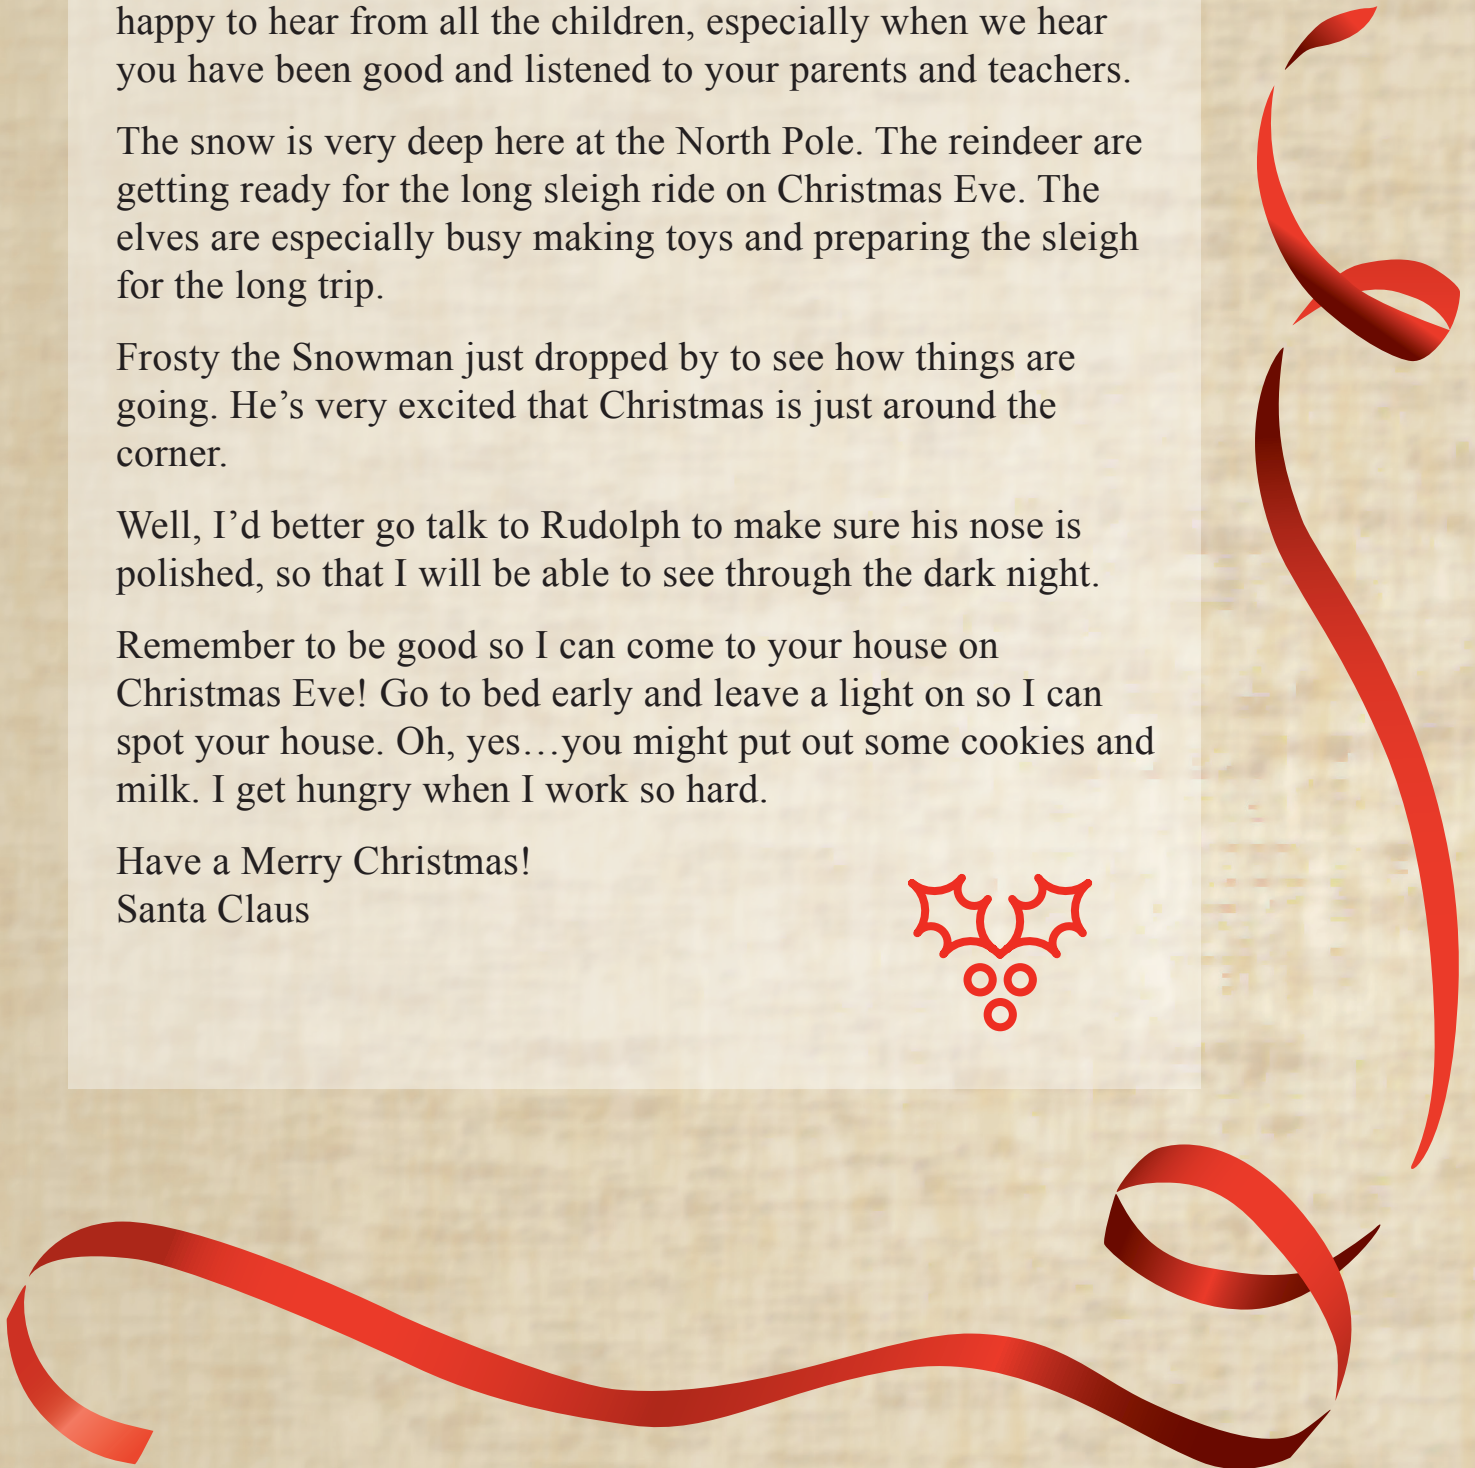 happy to hear from all the children, especially when we hear
you have been good and listened to your parents and teachers.
The snow is very deep here at the North Pole. The reindeer are
getting ready for the long sleigh ride on Christmas Eve. The
elves are especially busy making toys and preparing the sleigh
for the long trip.
Frosty the Snowman just dropped by to see how things are
going. He’s very excited that Christmas is just around the
corner.
Well, I’d better go talk to Rudolph to make sure his nose is
polished, so that I will be able to see through the dark night.
Remember to be good so I can come to your house on
Christmas Eve! Go to bed early and leave a light on so I can
spot your house. Oh, yes…you might put out some cookies and
milk. I get hungry when I work so hard.
Have a Merry Christmas!
Santa Claus